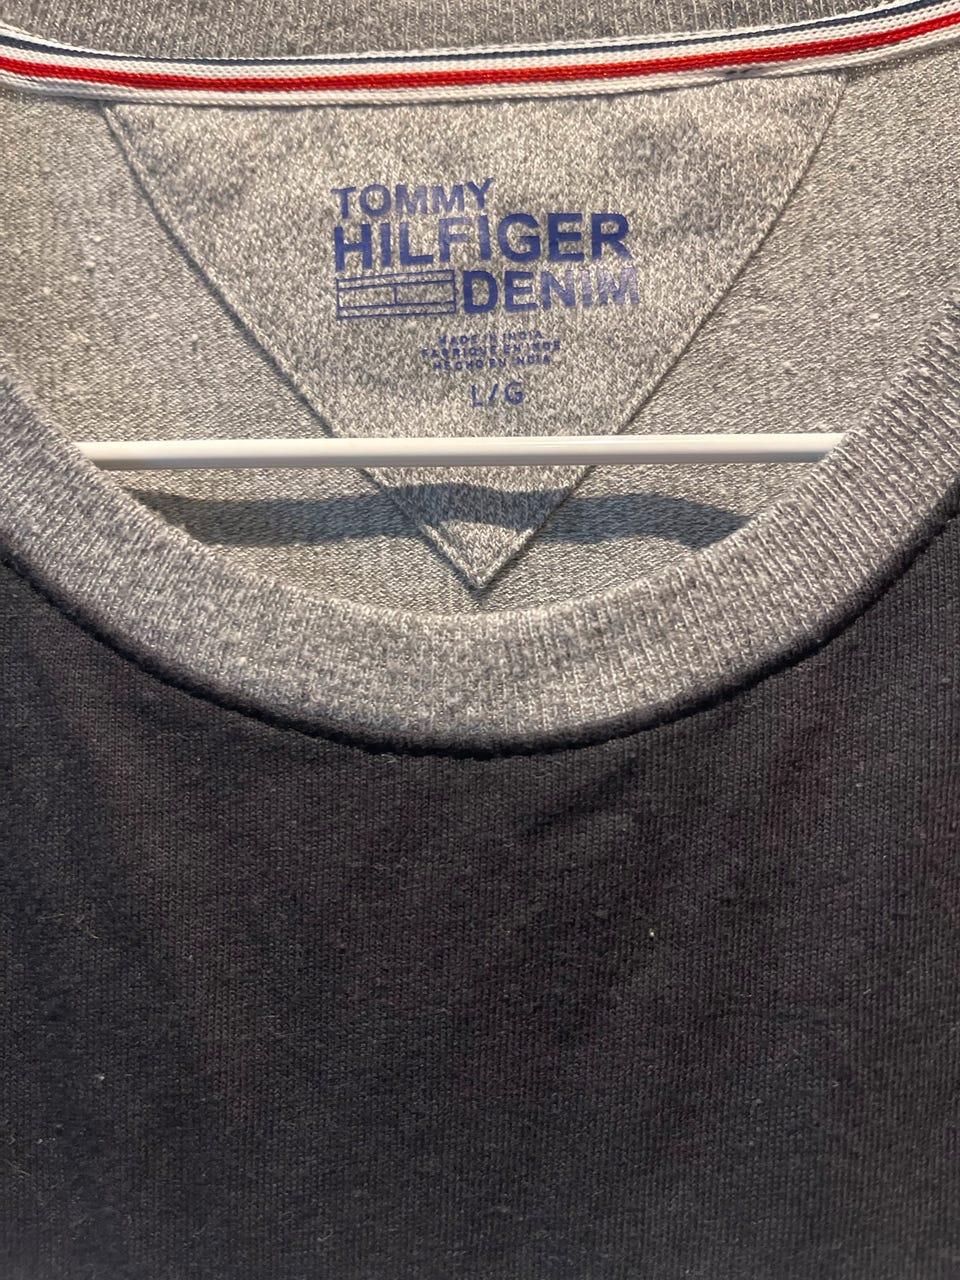 TOMMY
HILFIGER
DENIM
MADE IN INDIA
FABRIQUÉ EN INDE
HECHO EN INDIA
L/G